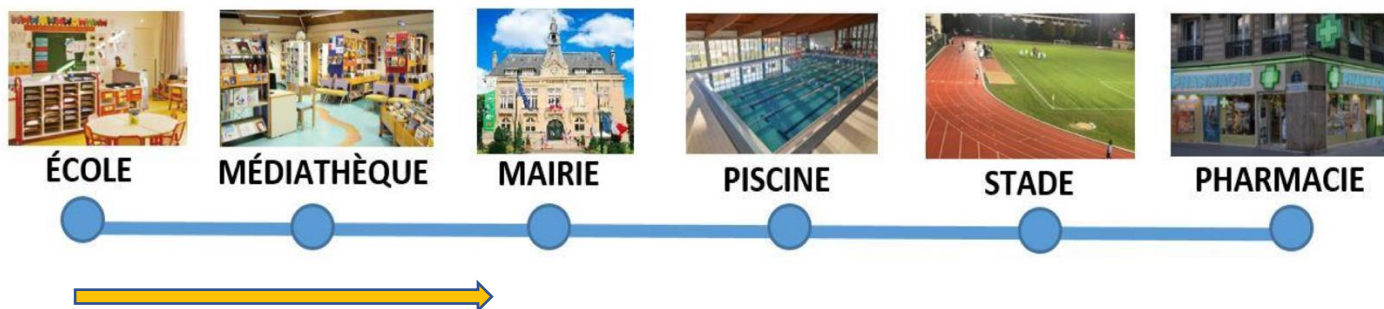 ÉCOLE
MÉDIATHÈQUE
MAIRIE
PISCINE
STADE
PHARMACIE